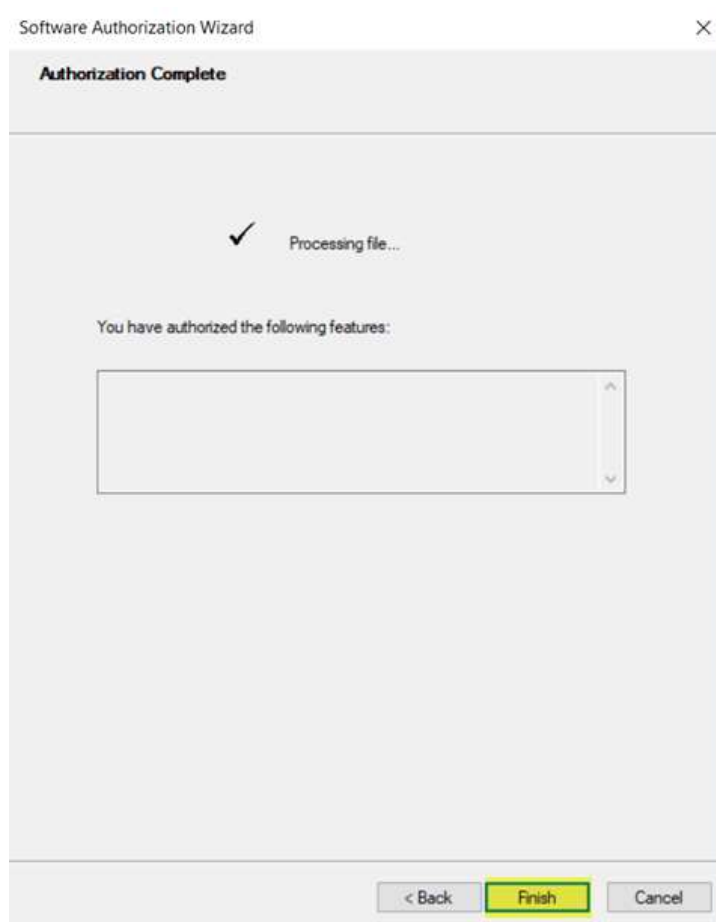 Software Authorization Wizard
Authorization Complete
Processing file...
You have authorized the following features:
< Back Finish Cancel